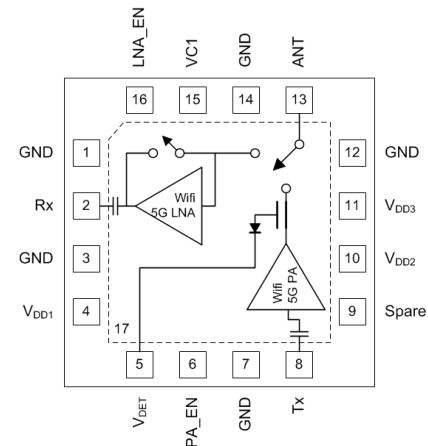 LNA_EN
VC1
GND
ANT
16
15
14
13
GND 1
12 GND
Rx 2
Wifi
5G LNA
11 VDD3
GND 3
10 VDD2
VDD1 4
Wifi
5G PA
9 Spare
17
5
6
7
8
VDET
PA_EN
GND
Tx